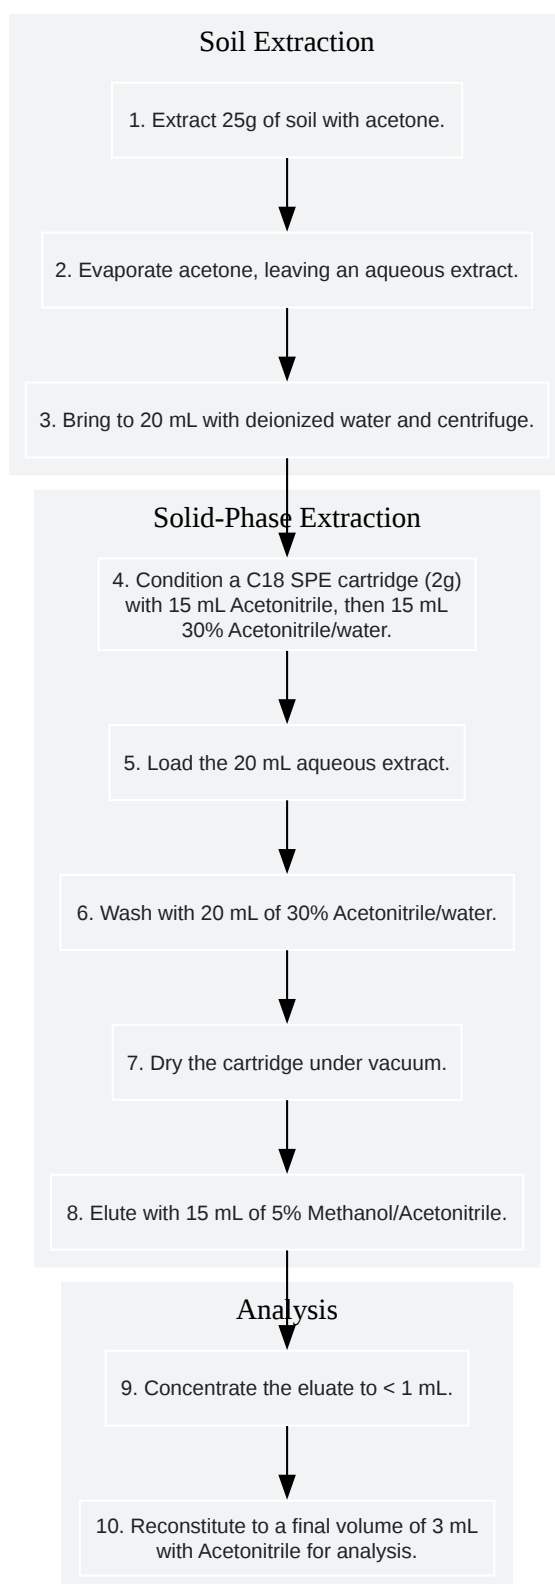 Soil Extraction
1. Extract 25g of soil with acetone.
2. Evaporate acetone, leaving an aqueous extract.
3. Bring to 20 mL with deionized water and centrifuge.
Solid-Phase Extraction
4. Condition a C18 SPE cartridge (2g)
with 15 mL Acetonitrile, then 15 mL
30% Acetonitrile/water.
5. Load the 20 mL aqueous extract.
6. Wash with 20 mL of 30% Acetonitrile/water.
7. Dry the cartridge under vacuum.
8. Elute with 15 mL of 5% Methanol/Acetonitrile.
Analysis
9. Concentrate the eluate to < 1 mL.
10. Reconstitute to a final volume of 3 mL
with Acetonitrile for analysis.